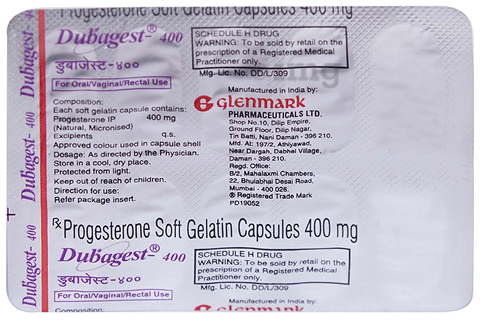 Progesterone Soft Gelatin Capsules 400 mg
Dubagest-® 400
डुबाजेस्ट-४००
For Oral/Vaginal/Rectal Use
Composition:
Each soft gelatin capsule contains:
Progesterone IP 400 mg
(Natural, Micronised)
Excipients q.s.
Approved colour used in capsule shell
Dosage: As directed by the Physician.
Store in a cool, dry place.
Protected from light.
Keep out of reach of children.
Direction for use:
Refer package insert.
SCHEDULE H DRUG
WARNING: To be sold by retail on the
prescription of a Registered Medical
Practitioner only.
Mfg. Lic. No. DD/L/309
Manufactured in India by:
Glenmark
PHARMACEUTICALS LTD.
Shop No.10, Dilip Empire,
Ground Floor, Dilip Nagar,
Tin Batti, Nani Daman - 396 210.
Mfd. At: 197/2, Athiyawad,
Near Dargah, Dabhel Village,
Daman - 396 210.
Regd. Office:
B/2, Mahalaxmi Chambers,
22, Bhulabhai Desai Road,
Mumbai - 400 026.
® Registered Trade Mark
PD19052
Dubagest- 400
Dubagest- 400
Dubagest- 400
℞ Progesterone Soft Gelatin Capsules 400 mg
Dubagest-® 400
डुबाजेस्ट-४००
For Oral/Vaginal/Rectal Use
Composition:
SCHEDULE H DRUG
WARNING: To be sold by retail on the
prescription of a Registered Medical
Practitioner only.
Mfg. Lic. No. DD/L/309
Manufactured in India by:
Glenmark